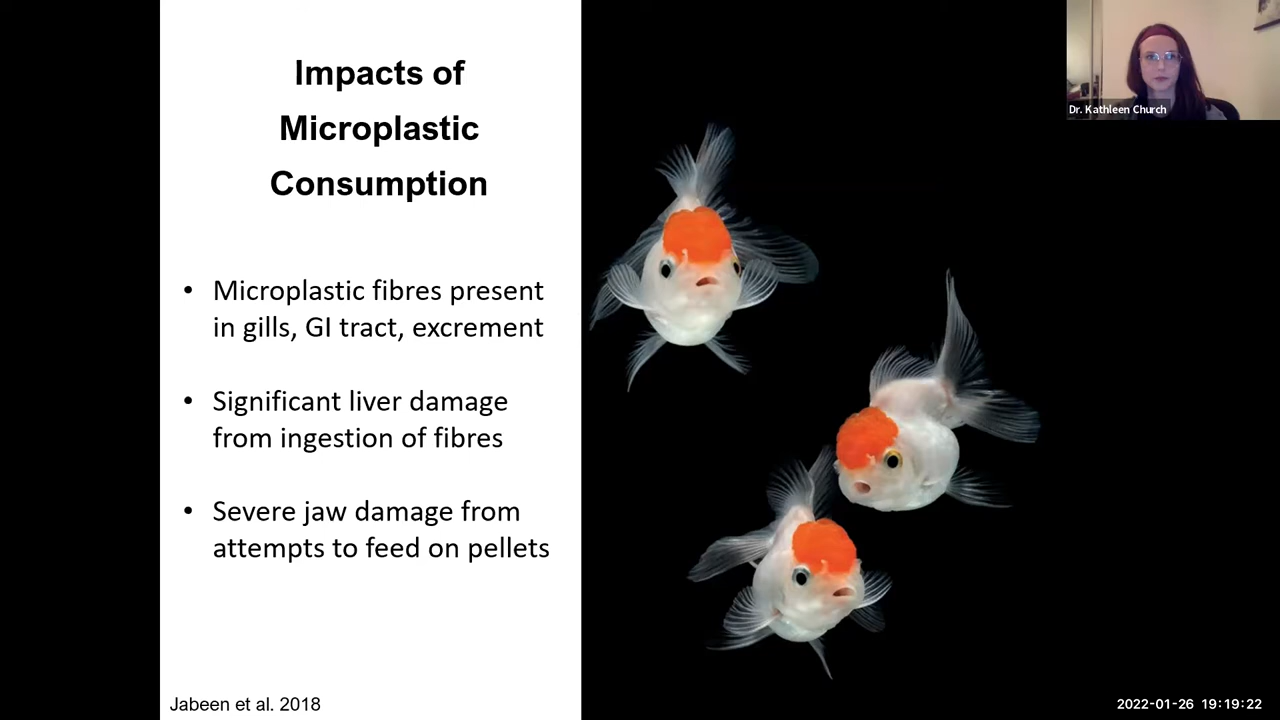 Impacts of
Microplastic
Consumption
• Microplastic fibres present
in gills, GI tract, excrement
• Significant liver damage
from ingestion of fibres
• Severe jaw damage from
attempts to feed on pellets
Jabeen et al. 2018
Dr. Kathleen Church
2022-01-26 19:19:22